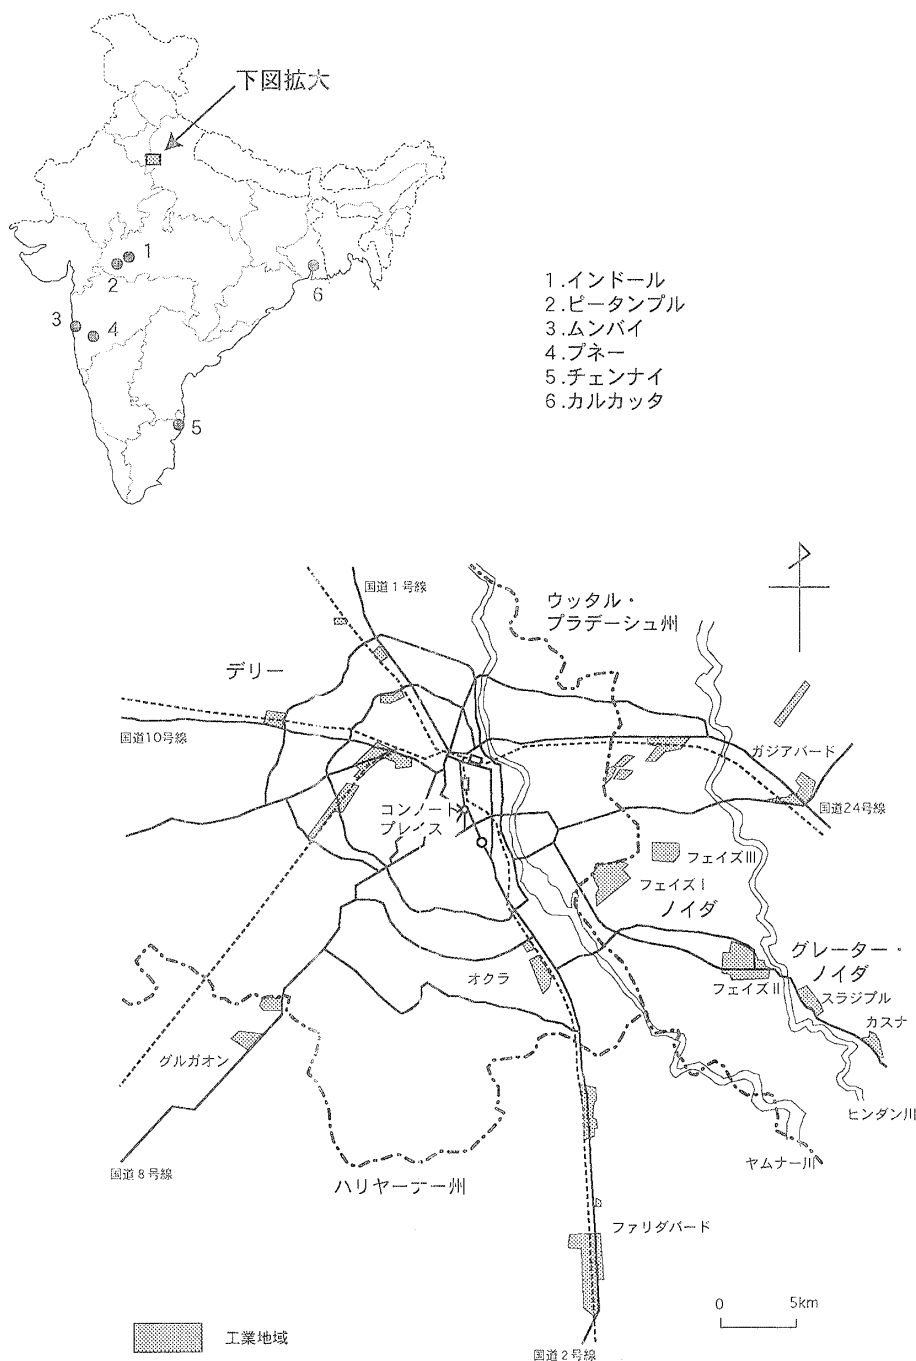 下図拡大
1
2
3
4
5
6
1.インドール
2.ピータンプル
3.ムンバイ
4.プネー
5.チェンナイ
6.カルカッタ
国道1号線
ウッタル・
プラデーシュ州
デリー
国道10号線
ガジアバード
国道24号線
コンノート
プレイス
フェイズⅢ
フェイズⅠ
ノイダ
グレーター・
ノイダ
オクラ
フェイズⅡ
スラジプル
カスナ
グルガオン
ヒンダン川
国道8号線
ヤムナー川
ハリヤーナー州
ファリダバード
0 5km
工業地域
国道2号線